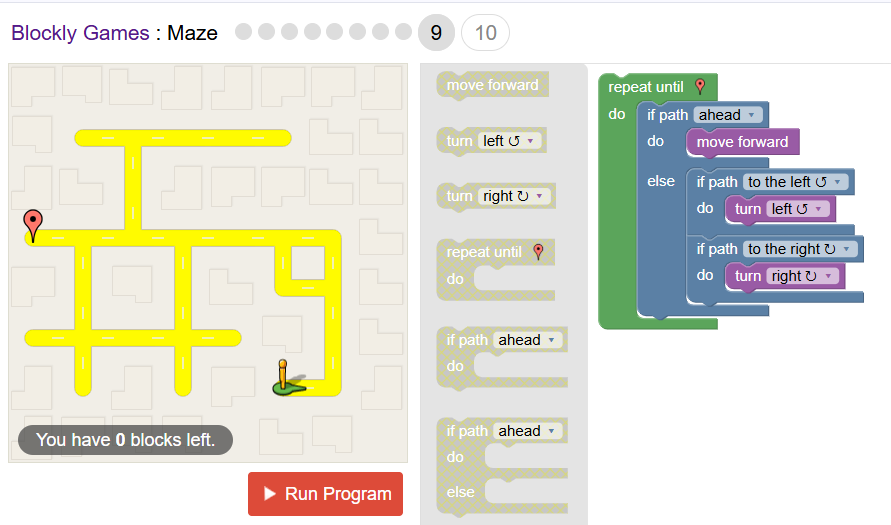 Blockly Games : Maze 9 10
move forward
turn left ↺ ▾
turn right ↻ ▾
repeat until
do
if path ahead ▾
do
if path ahead ▾
do
else
repeat until
do if path ahead ▾
do move forward
else if path to the left ↺ ▾
do turn left ↺ ▾
if path to the right ↻ ▾
do turn right ↻ ▾
You have 0 blocks left.
Run Program